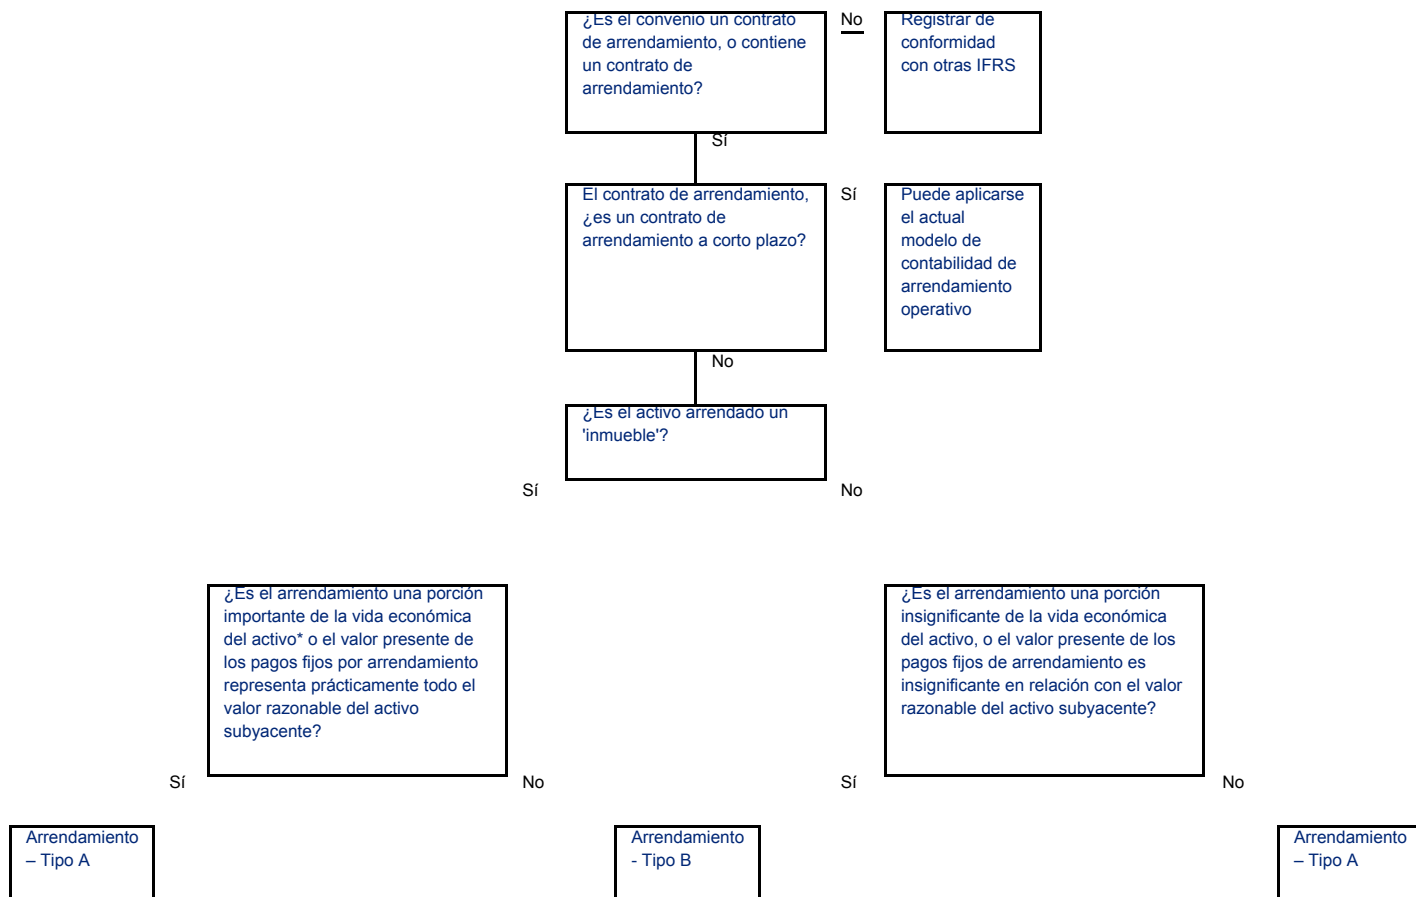 ¿Es el convenio un contrato
de arrendamiento, o contiene
un contrato de
arrendamiento?
No
Registrar de
conformidad
con otras IFRS
Sí
El contrato de arrendamiento,
¿es un contrato de
arrendamiento a corto plazo?
Sí
Puede aplicarse
el actual
modelo de
contabilidad de
arrendamiento
operativo
No
¿Es el activo arrendado un
'inmueble'?
Sí
No
¿Es el arrendamiento una porción
importante de la vida económica
del activo* o el valor presente de
los pagos fijos por arrendamiento
representa prácticamente todo el
valor razonable del activo
subyacente?
¿Es el arrendamiento una porción
insignificante de la vida económica
del activo, o el valor presente de los
pagos fijos de arrendamiento es
insignificante en relación con el valor
razonable del activo subyacente?
Sí
No
Sí
No
Arrendamiento
– Tipo A
Arrendamiento
- Tipo B
Arrendamiento
– Tipo A